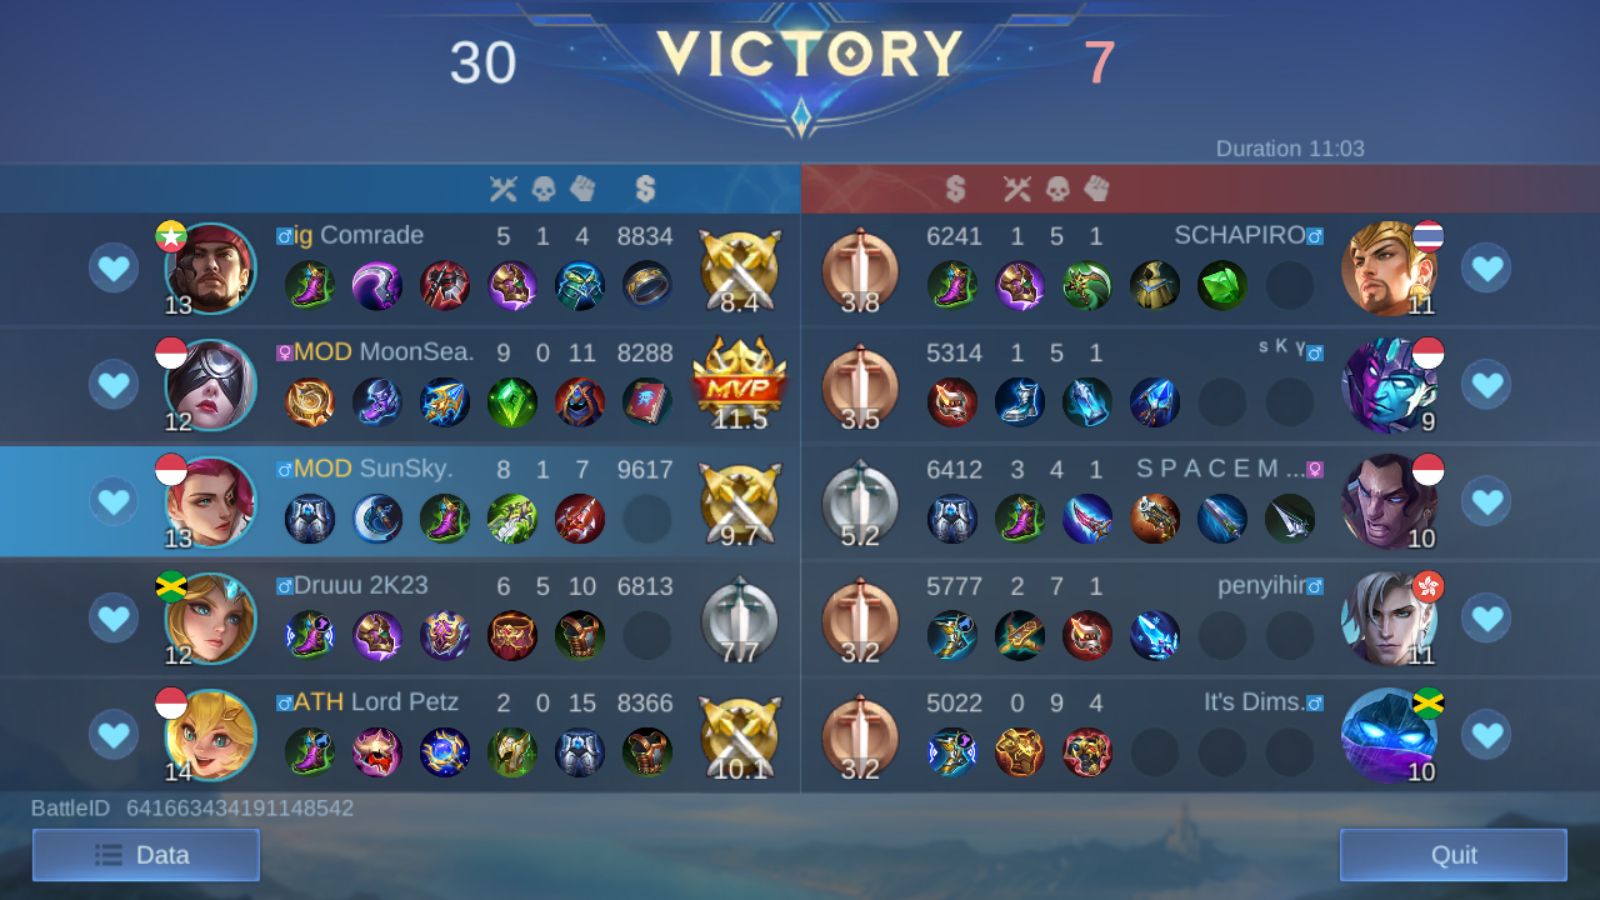 30 VICTORY 7
Duration 11:03
ig Comrade 5 1 4 8834
13 8.4
6241 1 5 1 SCHAPIRO
3.8 11
MOD MoonSea. 9 0 11 8288
MVP
12 11.5
5314 1 5 1 s K γ
3.5 9
MOD SunSky. 8 1 7 9617
13 9.7
6412 3 4 1 S P A C E M ...
5.2 10
Druuu 2K23 6 5 10 6813
12 7.7
5777 2 7 1 penyihir
3.2 11
ATH Lord Petz 2 0 15 8366
14 10.1
5022 0 9 4 It's Dims.
3.2 10
BattleID 641663434191148542
Data
Quit